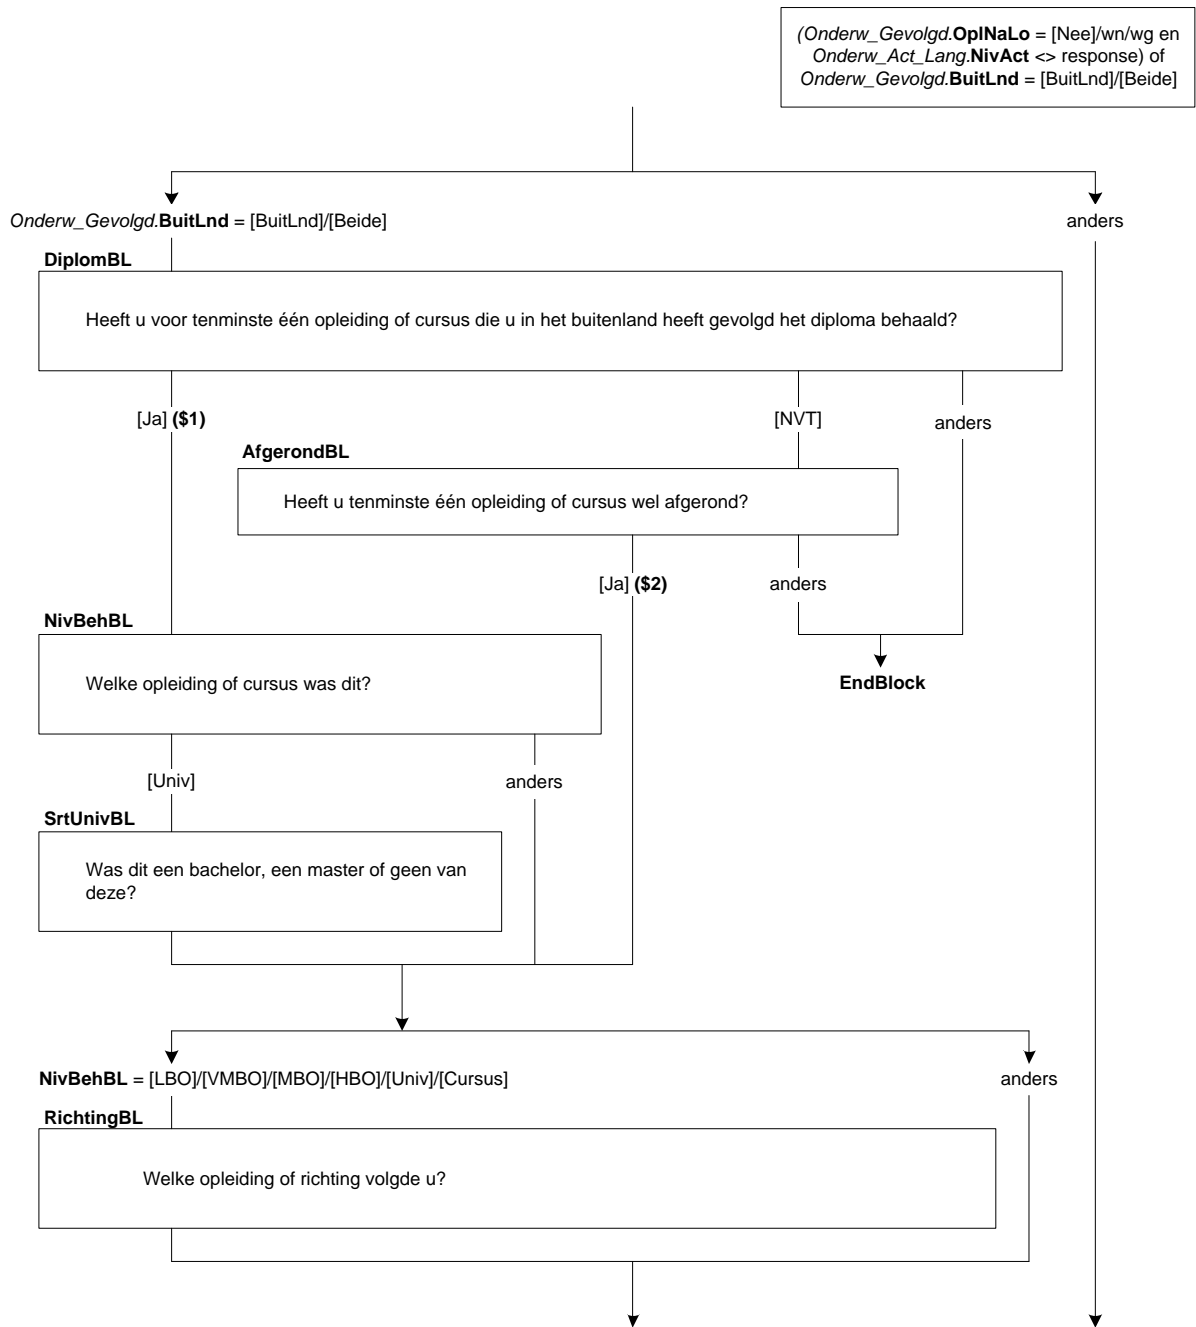 (Onderw_Gevolgd.OplNaLo = [Nee]/wn/wg en
Onderw_Act_Lang.NivAct <> response) of
Onderw_Gevolgd.BuitLnd = [BuitLnd]/[Beide]
Onderw_Gevolgd.BuitLnd = [BuitLnd]/[Beide]
anders
DiplomBL
Heeft u voor tenminste één opleiding of cursus die u in het buitenland heeft gevolgd het diploma behaald?
[Ja] ($1)
[NVT]
anders
AfgerondBL
Heeft u tenminste één opleiding of cursus wel afgerond?
[Ja] ($2)
anders
NivBehBL
Welke opleiding of cursus was dit?
EndBlock
[Univ]
anders
SrtUnivBL
Was dit een bachelor, een master of geen van
deze?
NivBehBL = [LBO]/[VMBO]/[MBO]/[HBO]/[Univ]/[Cursus]
anders
RichtingBL
Welke opleiding of richting volgde u?